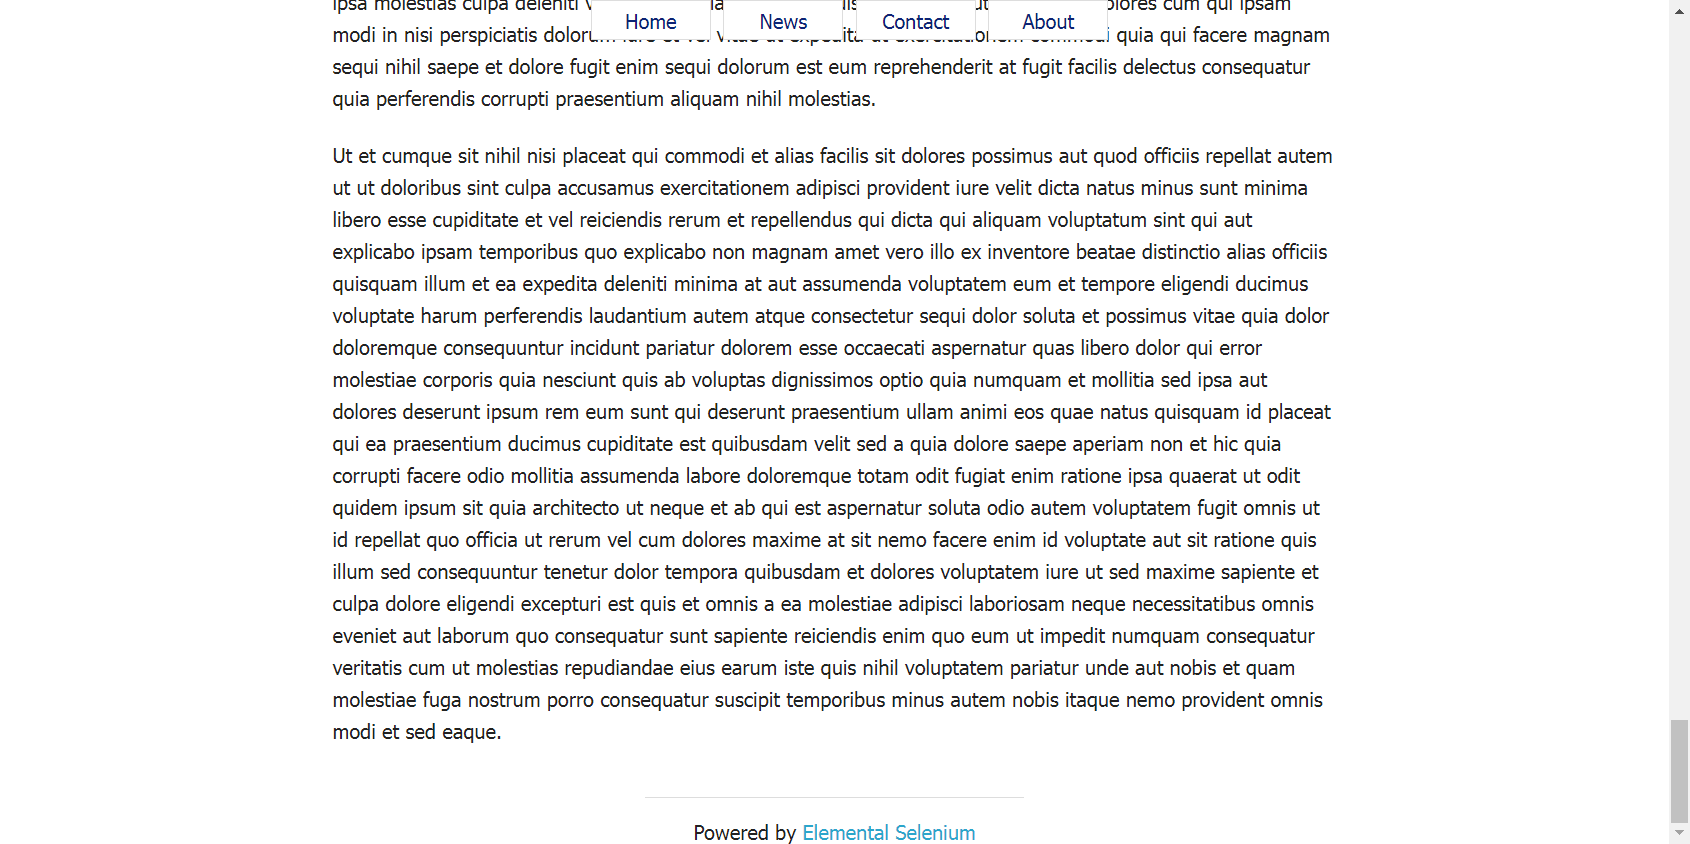 Home News Contact About
ipsa molestias culpa deleniti dolores cum qui ipsam
modi in nisi perspiciatis quia qui facere magnam
sequi nihil saepe et dolore fugit enim sequi dolorum est eum reprehenderit at fugit facilis delectus consequatur
quia perferendis corrupti praesentium aliquam nihil molestias.
Ut et cumque sit nihil nisi placeat qui commodi et alias facilis sit dolores possimus aut quod officiis repellat autem
ut ut doloribus sint culpa accusamus exercitationem adipisci provident iure velit dicta natus minus sunt minima
libero esse cupiditate et vel reiciendis rerum et repellendus qui dicta qui aliquam voluptatum sint qui aut
explicabo ipsam temporibus quo explicabo non magnam amet vero illo ex inventore beatae distinctio alias officiis
quisquam illum et ea expedita deleniti minima at aut assumenda voluptatem eum et tempore eligendi ducimus
voluptate harum perferendis laudantium autem atque consectetur sequi dolor soluta et possimus vitae quia dolor
doloremque consequuntur incidunt pariatur dolorem esse occaecati aspernatur quas libero dolor qui error
molestiae corporis quia nesciunt quis ab voluptas dignissimos optio quia numquam et mollitia sed ipsa aut
dolores deserunt ipsum rem eum sunt qui deserunt praesentium ullam animi eos quae natus quisquam id placeat
qui ea praesentium ducimus cupiditate est quibusdam velit sed a quia dolore saepe aperiam non et hic quia
corrupti facere odio mollitia assumenda labore doloremque totam odit fugiat enim ratione ipsa quaerat ut odit
quidem ipsum sit quia architecto ut neque et ab qui est aspernatur soluta odio autem voluptatem fugit omnis ut
id repellat quo officia ut rerum vel cum dolores maxime at sit nemo facere enim id voluptate aut sit ratione quis
illum sed consequuntur tenetur dolor tempora quibusdam et dolores voluptatem iure ut sed maxime sapiente et
culpa dolore eligendi excepturi est quis et omnis a ea molestiae adipisci laboriosam neque necessitatibus omnis
eveniet aut laborum quo consequatur sunt sapiente reiciendis enim quo eum ut impedit numquam consequatur
veritatis cum ut molestias repudiandae eius earum iste quis nihil voluptatem pariatur unde aut nobis et quam
molestiae fuga nostrum porro consequatur suscipit temporibus minus autem nobis itaque nemo provident omnis
modi et sed eaque.
Powered by Elemental Selenium